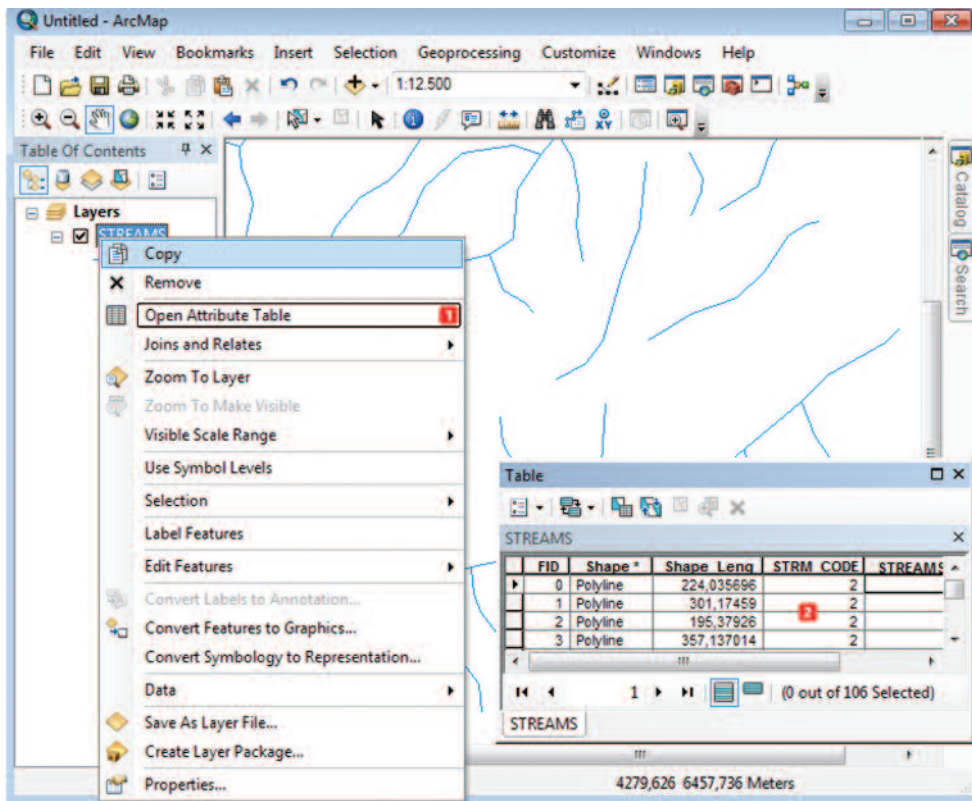 Untitled - ArcMap
File Edit View Bookmarks Insert Selection Geoprocessing Customize Windows Help
1:12.500
Table Of Contents
Layers
STREAMS
Copy
Remove
Open Attribute Table 1
Joins and Relates
Zoom To Layer
Zoom To Make Visible
Visible Scale Range
Use Symbol Levels
Selection
Label Features
Edit Features
Convert Labels to Annotation...
Convert Features to Graphics...
Convert Symbology to Representation...
Data
Save As Layer File...
Create Layer Package...
Properties...
Catalog
Search
Table
STREAMS
FID Shape * Shape_Leng STRM_CODE STREAMS
0 Polyline 224,035696 2
1 Polyline 301,17459 2
2 Polyline 195,37926 2 2
3 Polyline 357,137014 2
1 (0 out of 106 Selected)
STREAMS
4279,626 6457,736 Meters